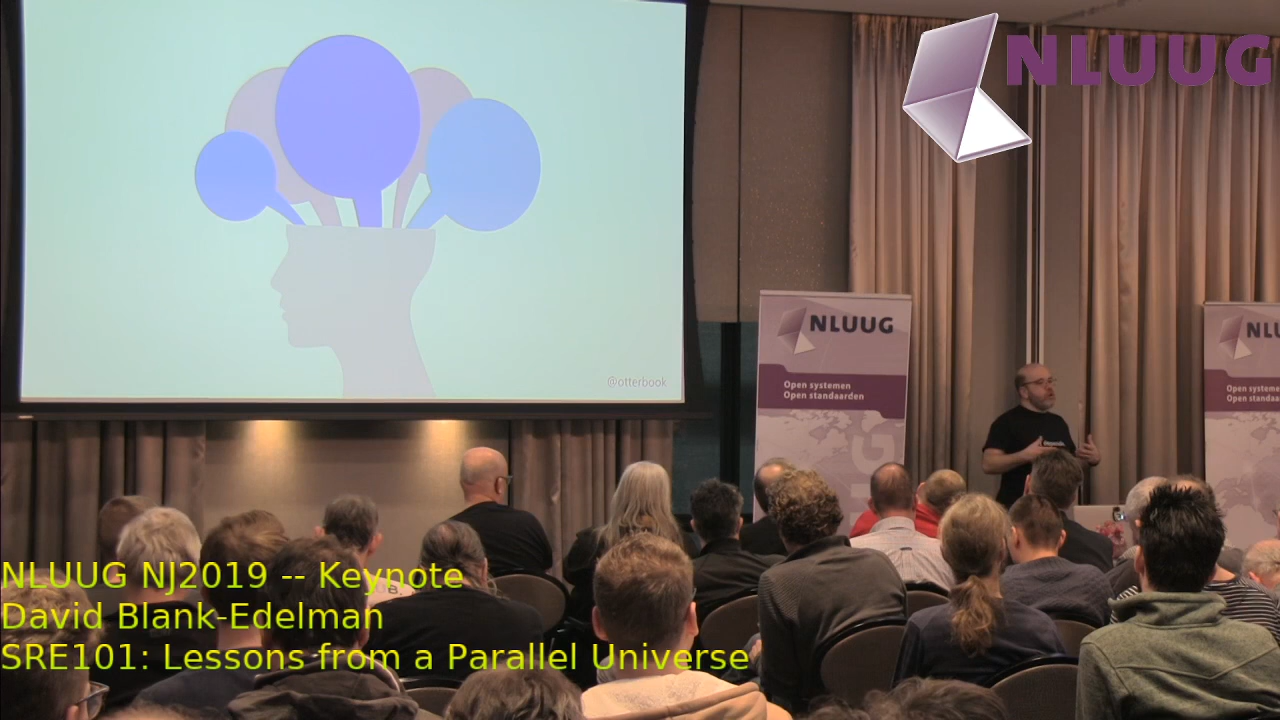 NLUUG
@otterbook
NLUUG
Open systemen
Open standaarden
NLU
Open systeme
Open standaa
NLUUG NJ2019 -- Keynote
David Blank-Edelman
SRE101: Lessons from a Parallel Universe